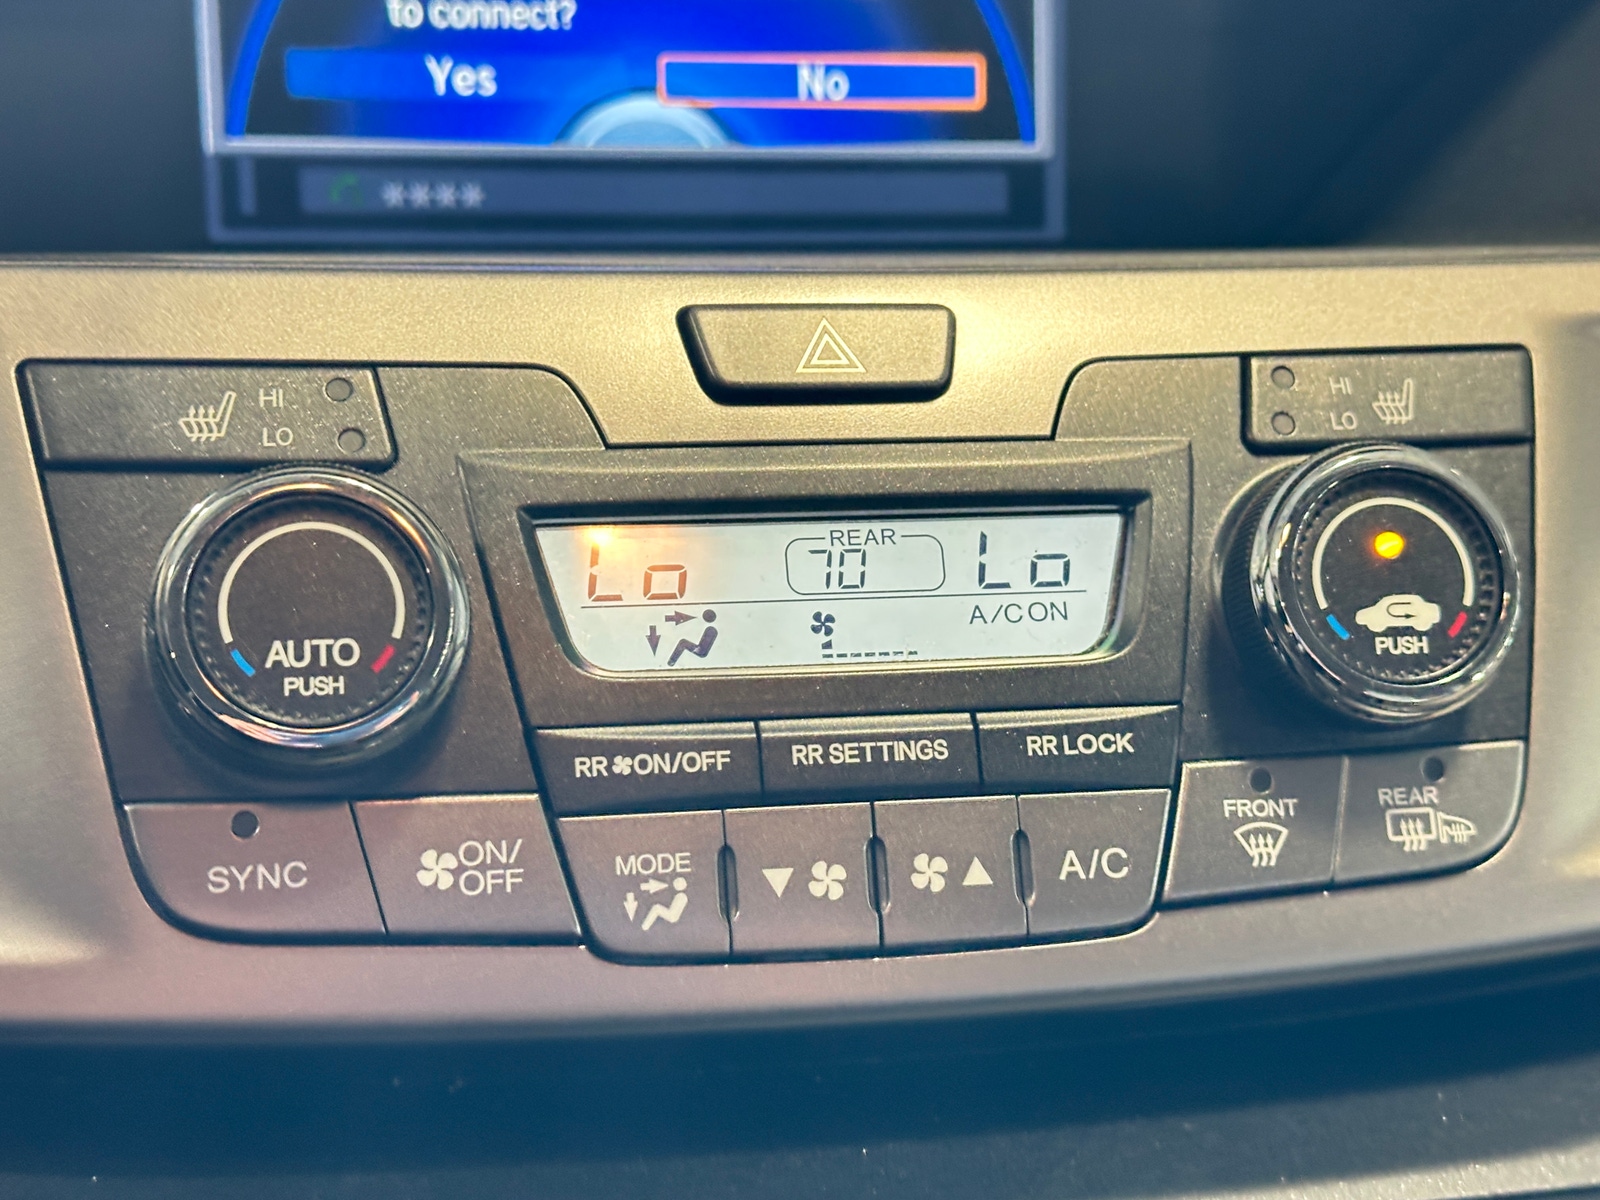 to connect?
Yes
No
****
HI
LO
HI
LO
REAR
Lo
70
Lo
A/C ON
AUTO
PUSH
PUSH
RR ON/OFF
RR SETTINGS
RR LOCK
SYNC
ON/
OFF
MODE
A/C
FRONT
REAR